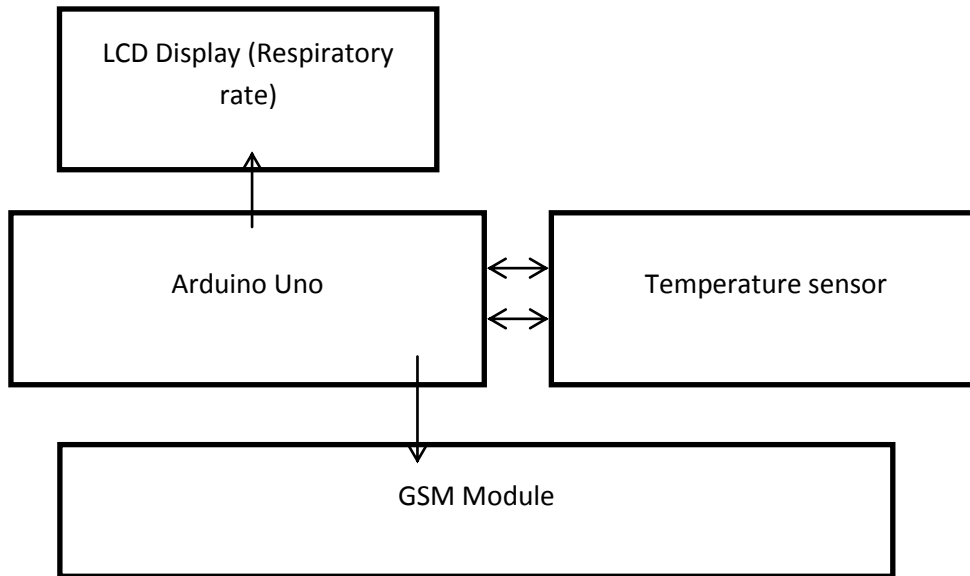 LCD Display (Respiratory
rate)
Arduino Uno
Temperature sensor
GSM Module